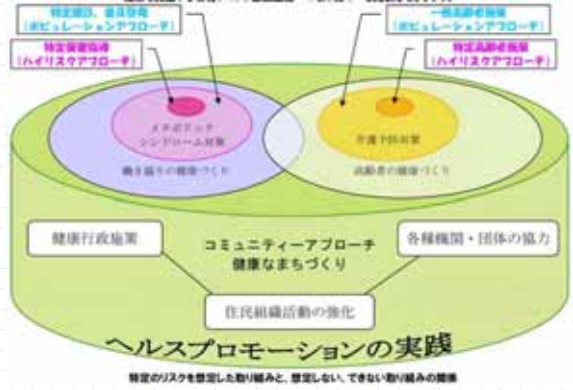 特定健診、普及啓発
(ポピュレーションアプローチ)
一般高齢者施策
(ポピュレーションアプローチ)
特定保健指導
(ハイリスクアプローチ)
特定高齢者施策
(ハイリスクアプローチ)
メタボリック
シンドローム対策
介護予防対策
働き盛りの健康づくり
高齢者の健康づくり
健康行政施策
コミュニティーアプローチ
健康なまちづくり
各種機関・団体の協力
住民組織活動の強化
ヘルスプロモーションの実践
特定のリスクを想定した取り組みと、想定しない、できない取り組みの関係